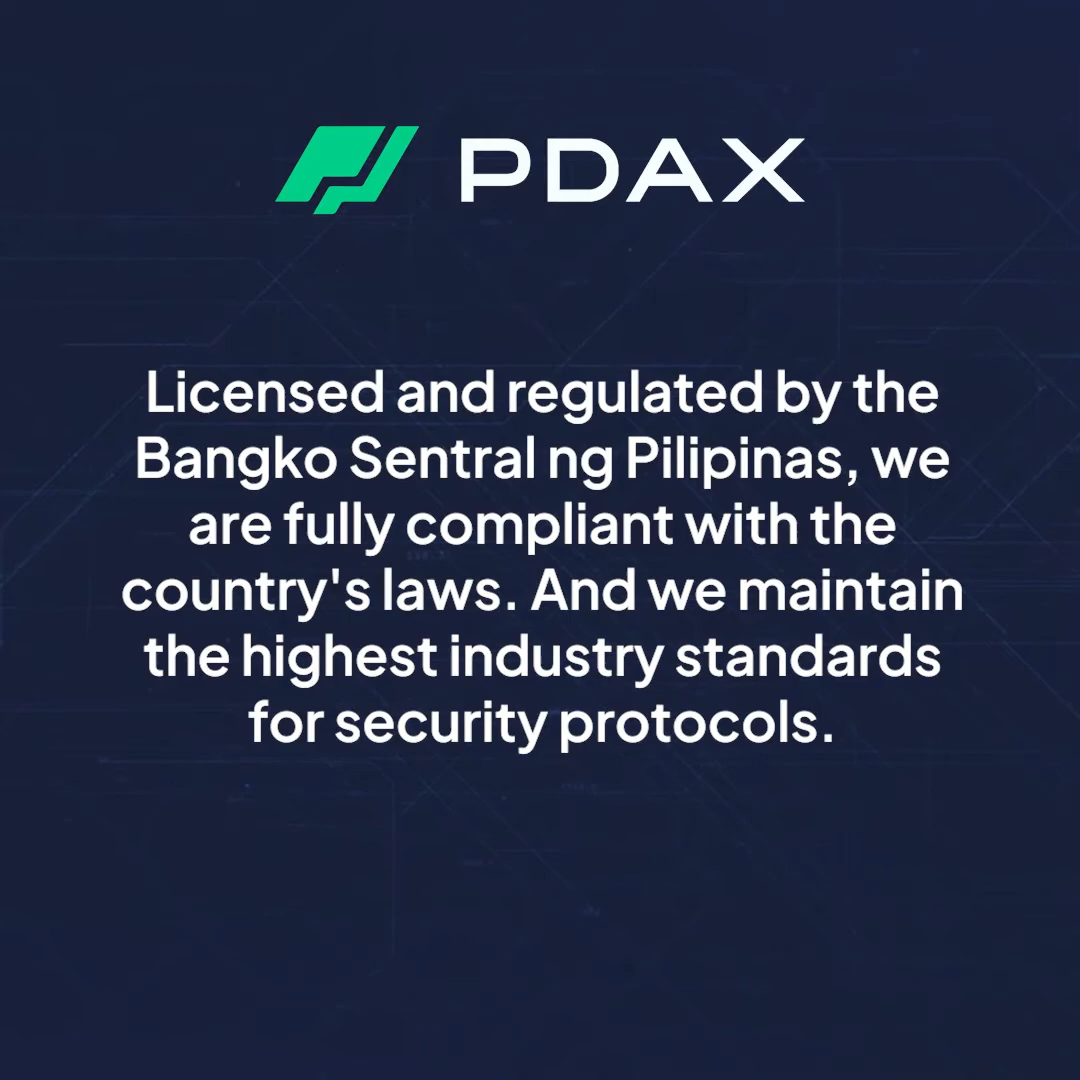 PDAX
Licensed and regulated by the
Bangko Sentral ng Pilipinas, we
are fully compliant with the
country's laws. And we maintain
the highest industry standards
for security protocols.